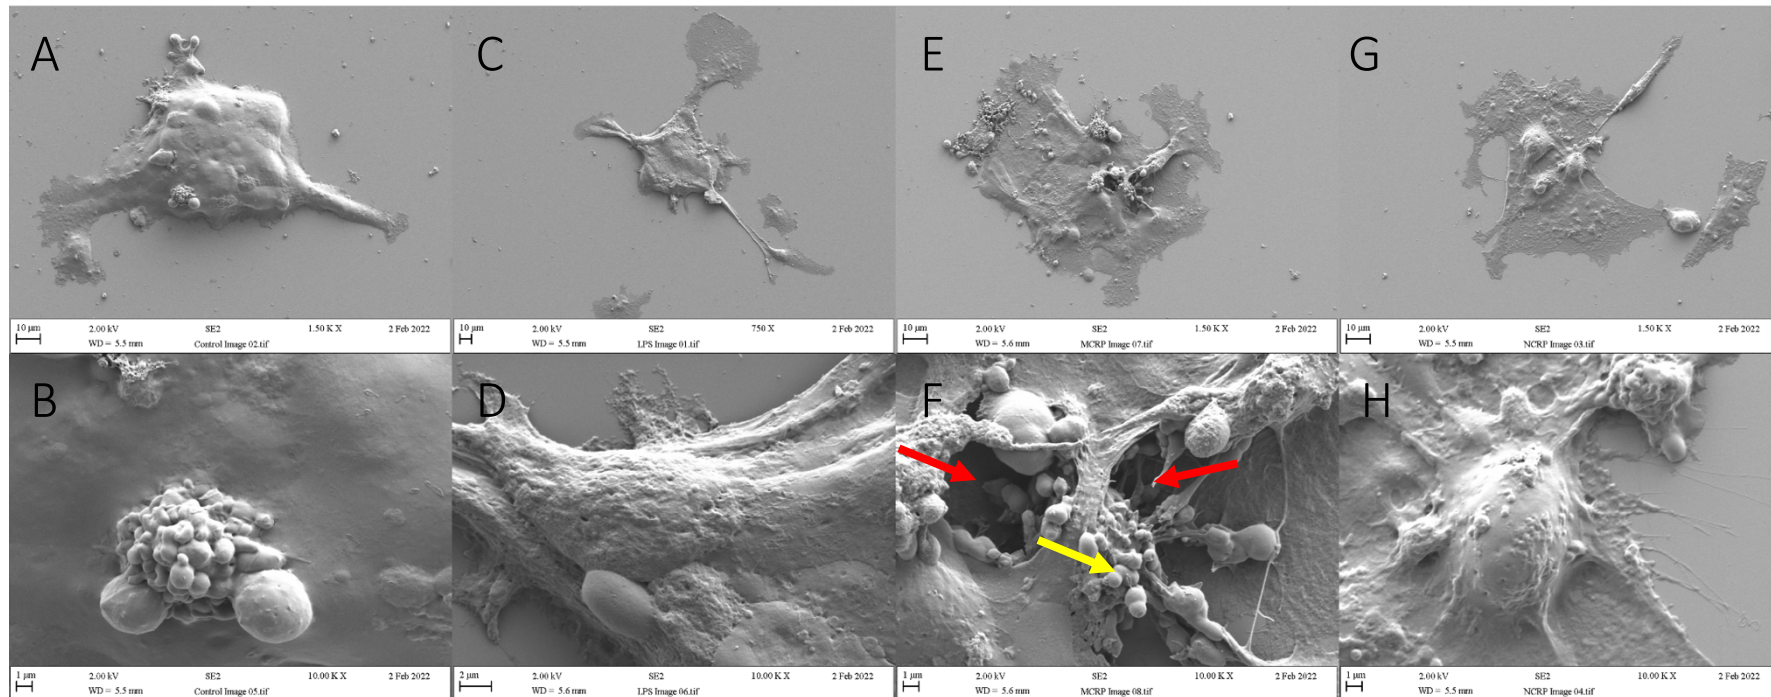 A
C
E
G
10 µm 2.00 kV SE2 1.50 K X 2 Feb 2022
WD = 5.5 mm Control Image 02.tif
10 µm 2.00 kV SE2 750 X 2 Feb 2022
WD = 5.5 mm LPS Image 01.tif
10 µm 2.00 kV SE2 1.50 K X 2 Feb 2022
WD = 5.6 mm MCRP Image 07.tif
10 µm 2.00 kV SE2 1.50 K X 2 Feb 2022
WD = 5.5 mm NCRP Image 03.tif
B
D
F
H
1 µm 2.00 kV SE2 10.00 K X 2 Feb 2022
WD = 5.5 mm Control Image 05.tif
2 µm 2.00 kV SE2 10.00 K X 2 Feb 2022
WD = 5.6 mm LPS Image 06.tif
1 µm 2.00 kV SE2 10.00 K X 2 Feb 2022
WD = 5.6 mm MCRP Image 08.tif
1 µm 2.00 kV SE2 10.00 K X 2 Feb 2022
WD = 5.5 mm NCRP Image 04.tif